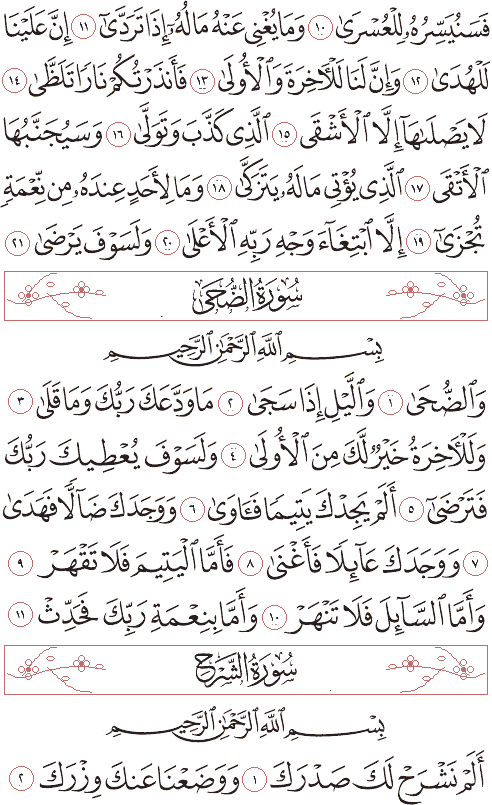 فَسَنُيَسِّرُهُۥ لِلْعُسْرَىٰ ١٠ وَمَا يُغْنِى عَنْهُ مَالُهُۥٓ إِذَا تَرَدَّىٰٓ ١١ إِنَّ عَلَيْنَا
لَلْهُدَىٰ ١٢ وَإِنَّ لَنَا لَلْءَاخِرَةَ وَٱلْأُولَىٰ ١٣ فَأَنذَرْتُكُمْ نَارًا تَلَظَّىٰ ١٤
لَا يَصْلَىٰهَآ إِلَّا ٱلْأَشْقَى ١٥ ٱلَّذِى كَذَّبَ وَتَوَلَّىٰ ١٦ وَسَيُجَنَّبُهَا
ٱلْأَتْقَى ١٧ ٱلَّذِى يُؤْتِى مَالَهُۥ يَتَزَكَّىٰ ١٨ وَمَا لِأَحَدٍ عِندَهُۥ مِن نِّعْمَةٍ
تُجْزَىٰٓ ١٩ إِلَّا ٱبْتِغَآءَ وَجْهِ رَبِّهِ ٱلْأَعْلَىٰ ٢٠ وَلَسَوْفَ يَرْضَىٰ ٢١
سُورَةُ الضُّحَىٰ
بِسْمِ ٱللَّهِ ٱلرَّحْمَٰنِ ٱلرَّحِيمِ
وَٱلضُّحَىٰ ١ وَٱلَّيْلِ إِذَا سَجَىٰ ٢ مَا وَدَّعَكَ رَبُّكَ وَمَا قَلَىٰ ٣
وَلَلْءَاخِرَةُ خَيْرٌ لَّكَ مِنَ ٱلْأُولَىٰ ٤ وَلَسَوْفَ يُعْطِيكَ رَبُّكَ
فَتَرْضَىٰٓ ٥ أَلَمْ يَجِدْكَ يَتِيمًا فَـَٔاوَىٰ ٦ وَوَجَدَكَ ضَآلًّا فَهَدَىٰ
٧ وَوَجَدَكَ عَآئِلًا فَأَغْنَىٰ ٨ فَأَمَّا ٱلْيَتِيمَ فَلَا تَقْهَرْ ٩
وَأَمَّا ٱلسَّآئِلَ فَلَا تَنْهَرْ ١٠ وَأَمَّا بِنِعْمَةِ رَبِّكَ فَحَدِّثْ ١١
سُورَةُ الشَّرْحِ
بِسْمِ ٱللَّهِ ٱلرَّحْمَٰنِ ٱلرَّحِيمِ
أَلَمْ نَشْرَحْ لَكَ صَدْرَكَ ١ وَوَضَعْنَا عَنكَ وِزْرَكَ ٢